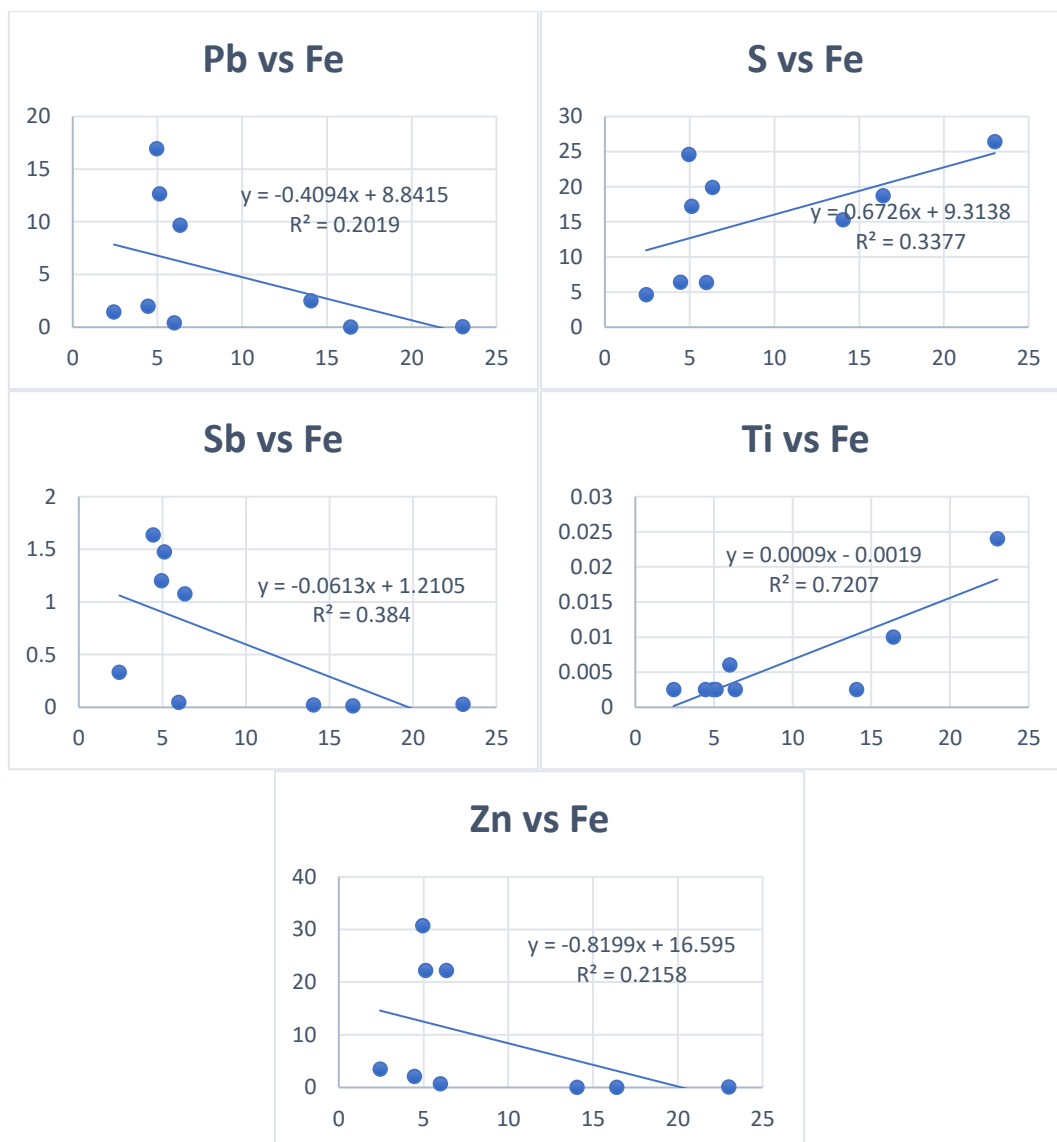 Pb vs Fe
20
15
10
5
0
0 5 10 15 20 25
y = -0.4094x + 8.8415
R² = 0.2019
S vs Fe
30
25
20
15
10
5
0
0 5 10 15 20 25
y = 0.6726x + 9.3138
R² = 0.3377
Sb vs Fe
2
1.5
1
0.5
0
0 5 10 15 20 25
y = -0.0613x + 1.2105
R² = 0.384
Ti vs Fe
0.03
0.025
0.02
0.015
0.01
0.005
0
0 5 10 15 20 25
y = 0.0009x - 0.0019
R² = 0.7207
Zn vs Fe
40
30
20
10
0
0 5 10 15 20 25
y = -0.8199x + 16.595
R² = 0.2158